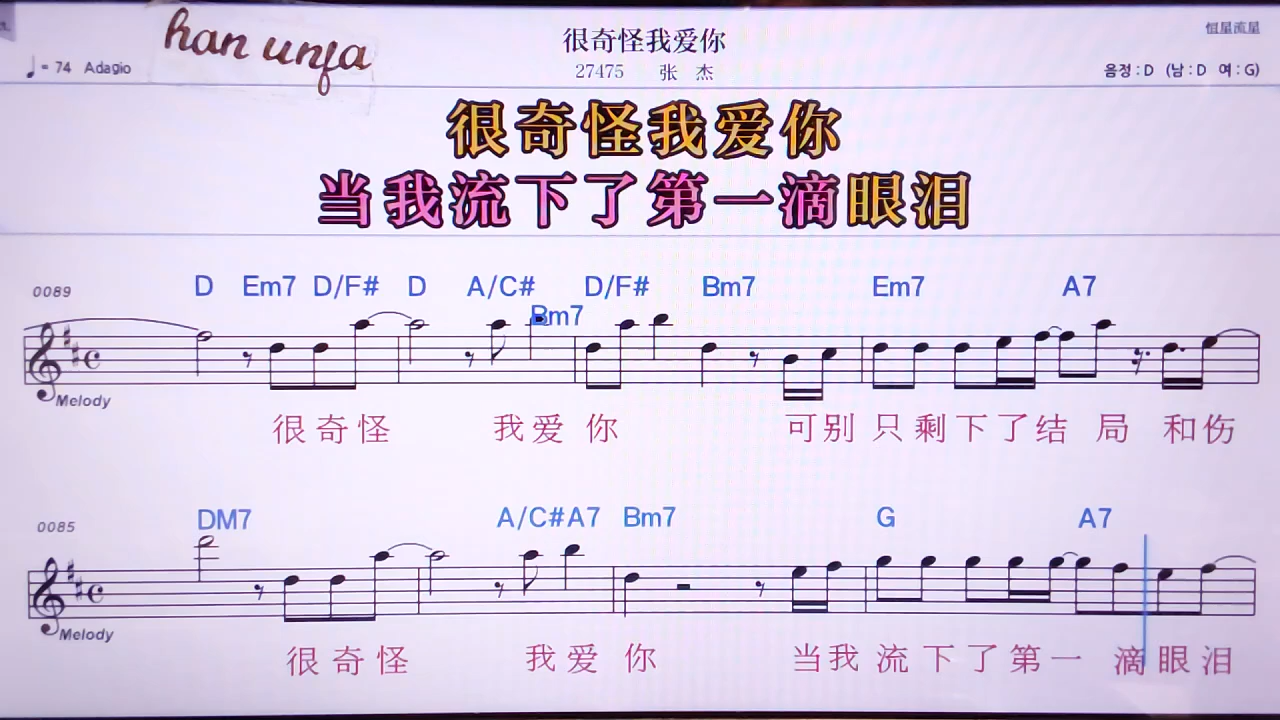 han unja
很奇怪我爱你
恒星流星
♩= 74 Adagio
27475 张 杰
음정 : D (남 : D 여 : G)
很奇怪我爱你
当我流下了第一滴眼泪
0089
D Em7 D/F# D A/C# Bm7 D/F# Bm7 Em7 A7
Melody
很奇怪 我爱你 可别只剩下了结局 和伤
0085
DM7 A/C# A7 Bm7 G A7
Melody
很奇怪 我爱你 当我流下了第一滴眼泪